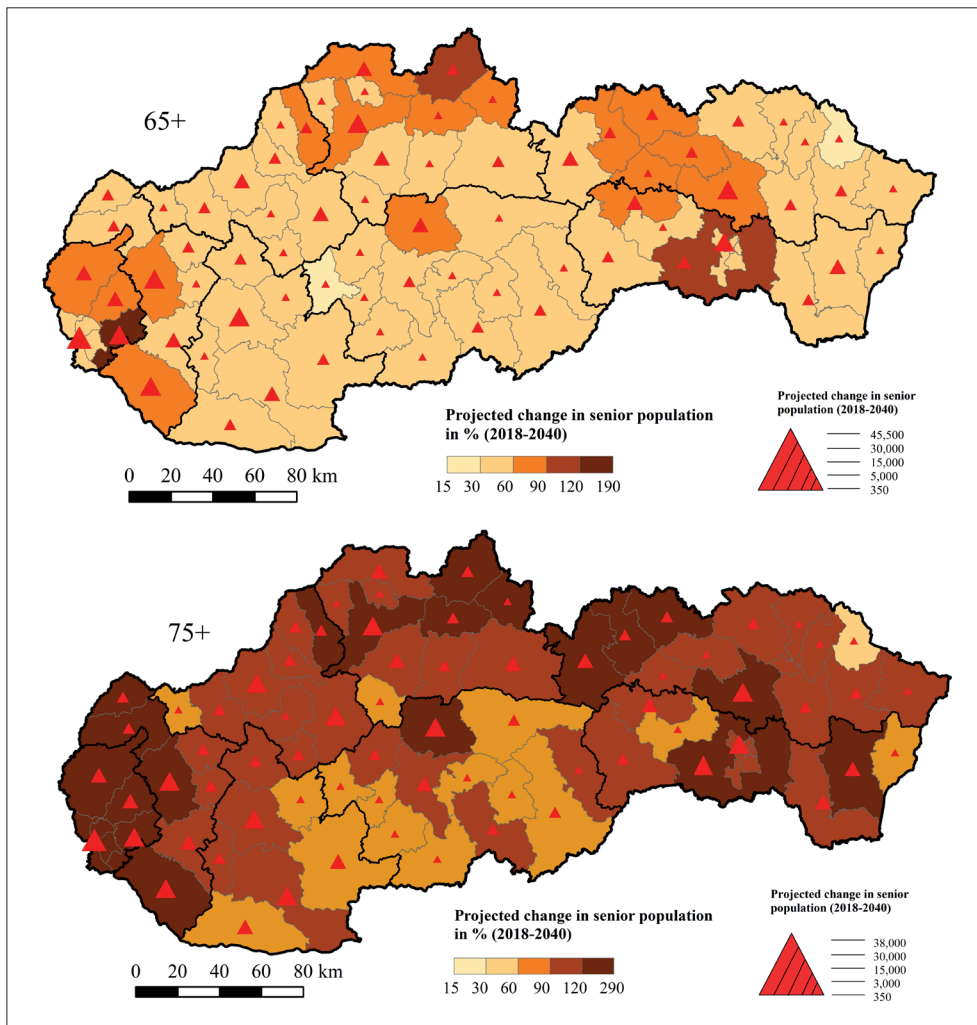 65+
Projected change in senior population
in % (2018-2040)
15 30 60 90 120 190
0 20 40 60 80 km
Projected change in senior
population (2018-2040)
45,500
30,000
15,000
5,000
350
75+
Projected change in senior population
in % (2018-2040)
15 30 60 90 120 290
0 20 40 60 80 km
Projected change in senior
population (2018-2040)
38,000
30,000
15,000
3,000
350